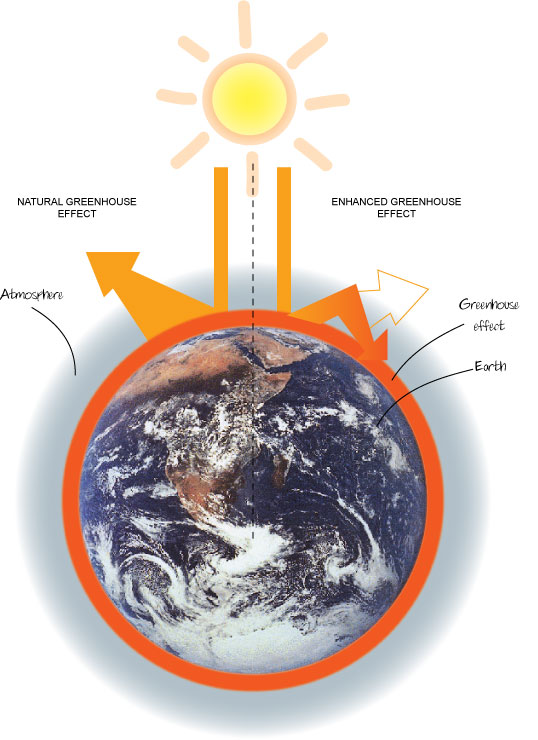 NATURAL GREENHOUSE
EFFECT
ENHANCED GREENHOUSE
EFFECT
Atmosphere
Greenhouse
effect
Earth